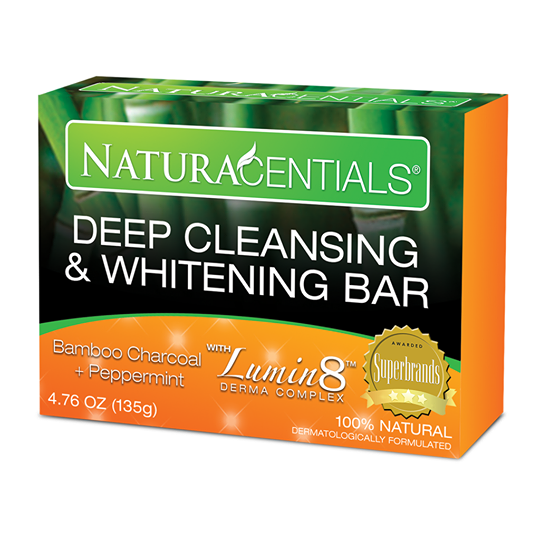 NATURACENTIALS®
NATURACENTIALS®
DEEP CLEANSING
& WHITENING BAR
Bamboo Charcoal
+ Peppermint
WITH
Lumin8™
DERMA COMPLEX
4.76 OZ (135g)
AWARDED
Superbrands
100% NATURAL
DERMATOLOGICALLY FORMULATED